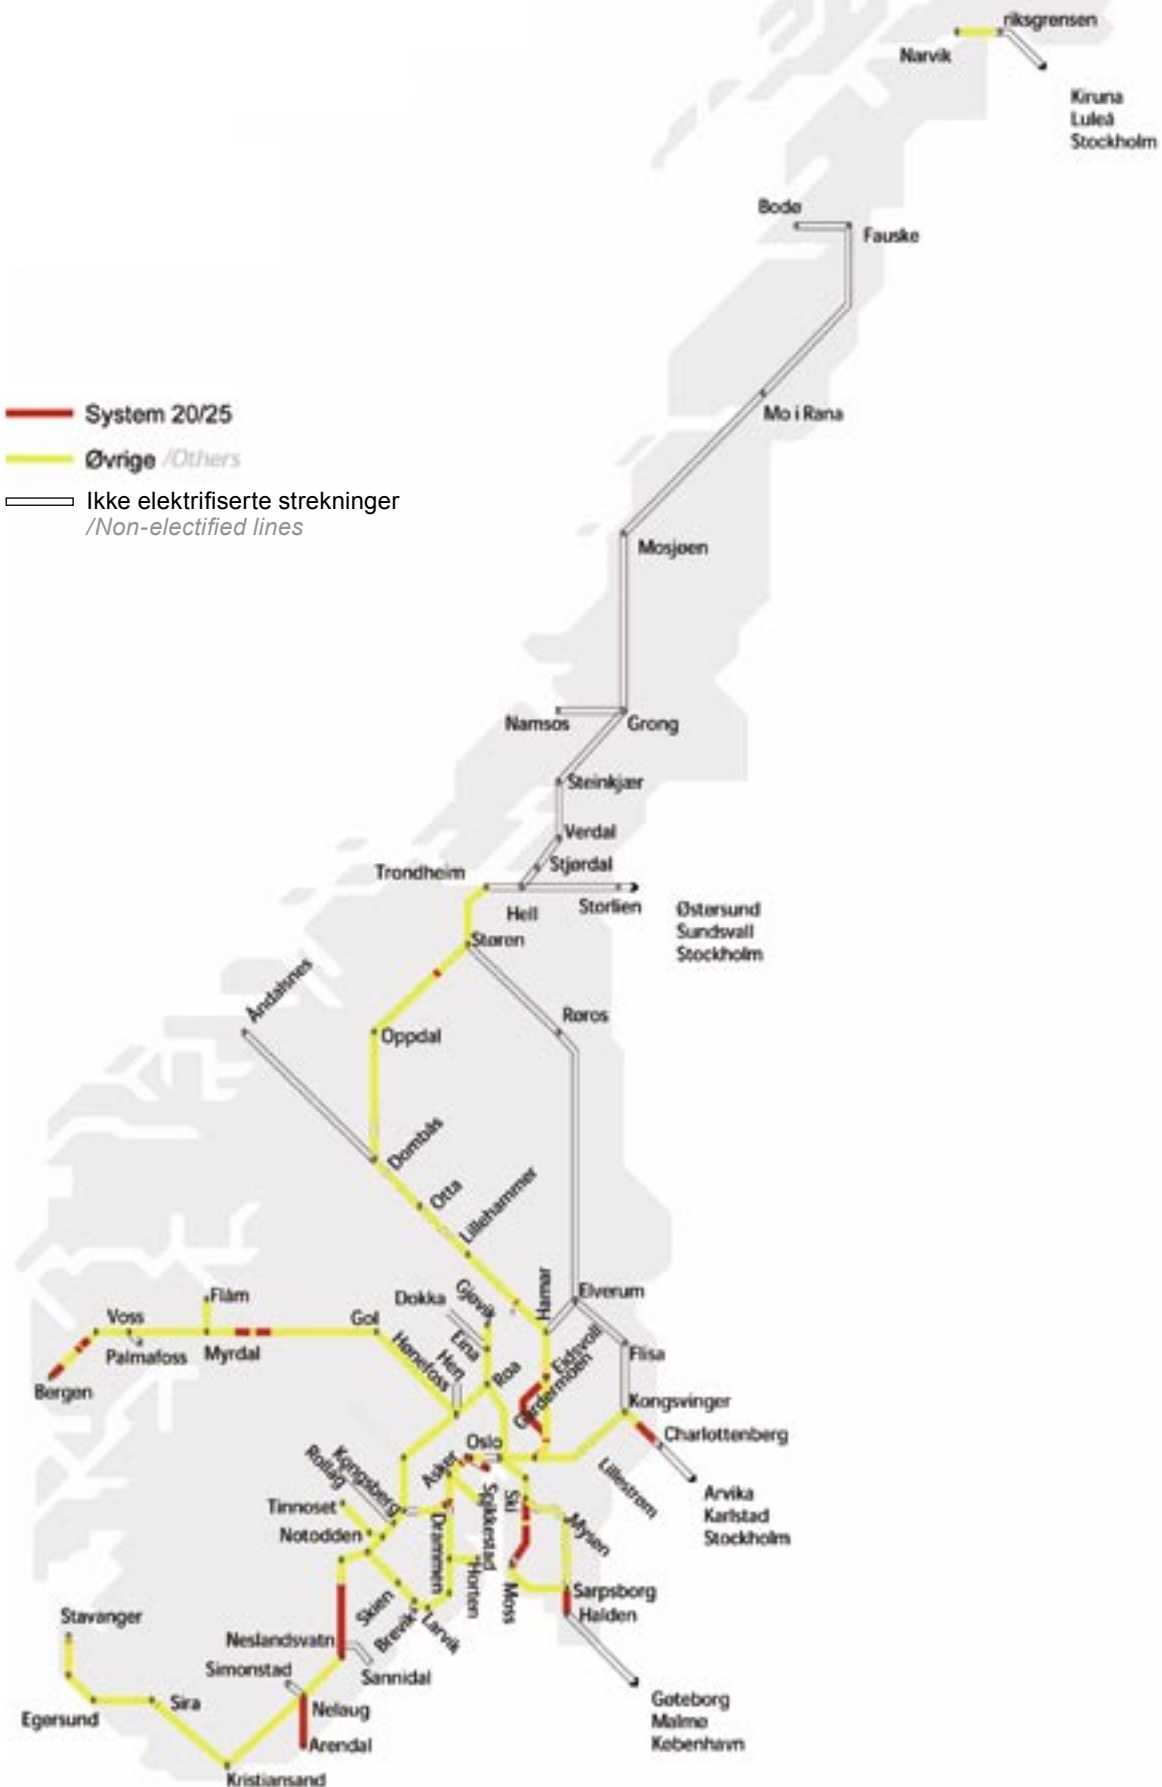 riksgrensen
Narvik
Kiruna
Luleå
Stockholm
Bodø
Fauske
System 20/25
Mo i Rana
Øvrige /Others
Ikke elektrifiserte strekninger
/Non-electified lines
Mosjøen
Namsos
Grong
Steinkjær
Verdal
Stjørdal
Trondheim
Hell
Storlien
Østersund
Sundsvall
Stockholm
Støren
Åndalsnes
Røros
Oppdal
Dombås
Otta
Lillehammer
Hamar
Elverum
Flåm
Dokka
Gjøvik
Voss
Gol
Eina
Palmafoss
Myrdal
Hønefoss
Hen
Roa
Eidsvoll
Gardermoen
Flisa
Bergen
Kongsvinger
Charlottenberg
Oslo
Asker
Kongsberg
Rollag
Lillestrøm
Arvika
Karlstad
Stockholm
Tinnoset
Notodden
Drammen
Spikkestad
Ski
Mysen
Horten
Moss
Sarpsborg
Halden
Skien
Brevik
Larvik
Stavanger
Neslandsvatn
Simonstad
Sannidal
Egersund
Sira
Nelaug
Arendal
Kristiansand
Gøteborg
Malmø
København